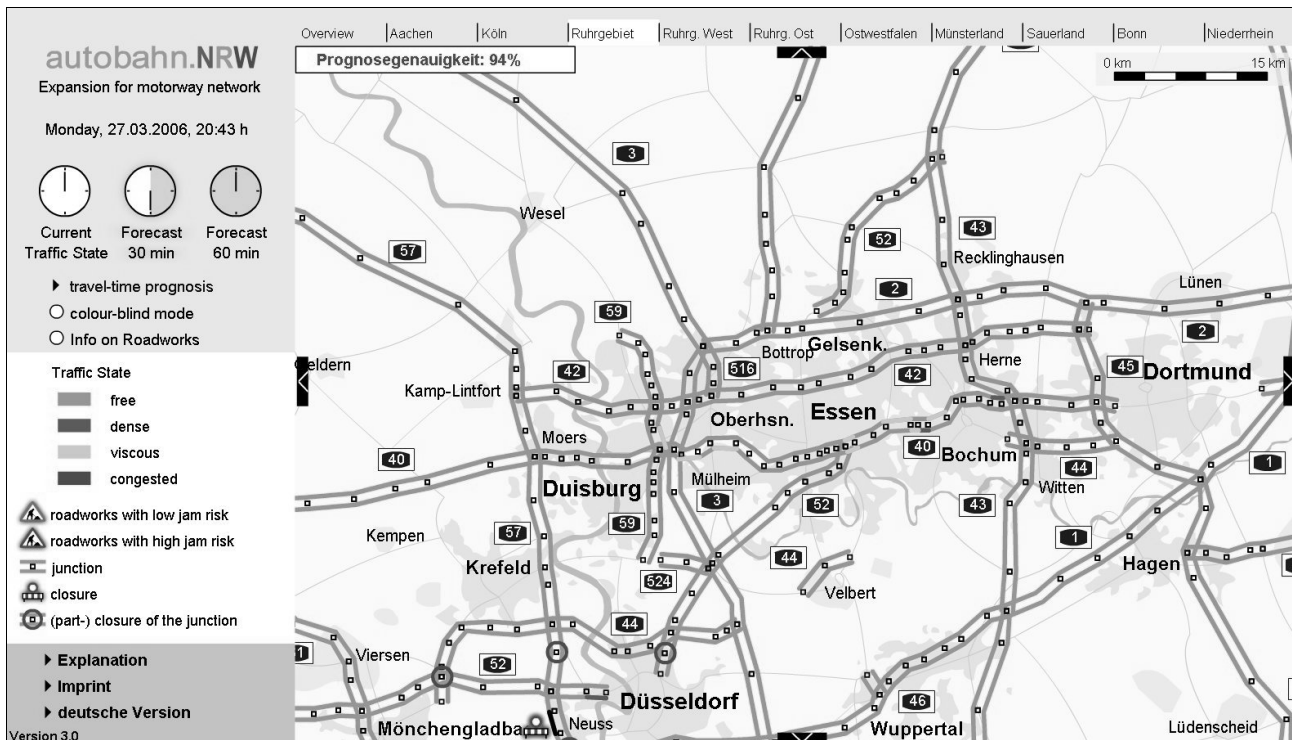 Overview Aachen Köln Ruhrgebiet Ruhrg. West Ruhrg. Ost Ostwestfalen Münsterland Sauerland Bonn Niederrhein
autobahn.NRW
Expansion for motorway network
Monday, 27.03.2006, 20:43 h
Current Traffic State
Forecast 30 min
Forecast 60 min
travel-time prognosis
colour-blind mode
Info on Roadworks
Traffic State
free
dense
viscous
congested
roadworks with low jam risk
roadworks with high jam risk
junction
closure
(part-) closure of the junction
Explanation
Imprint
deutsche Version
Version 3.0
Prognosegenauigkeit: 94%
0 km 15 km
3
Wesel
57
52
43
Recklinghausen
2
Lünen
59
2
Geldern
Bottrop
Gelsenk.
Herne
42
516
42
45
Dortmund
Kamp-Lintfort
Oberhsn.
Essen
Moers
40
40
Bochum
44
1
Duisburg
Mülheim
3
52
43
Witten
Kempen
57
59
44
1
Krefeld
524
Velbert
Hagen
44
Viersen
52
1
Düsseldorf
46
Mönchengladba
Neuss
Wuppertal
Lüdenscheid